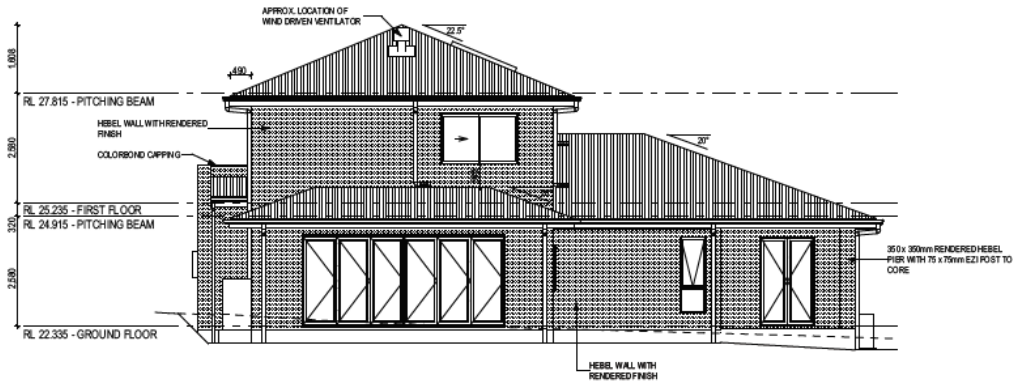 APPROX. LOCATION OF
WIND DRIVEN VENTILATOR
22.5°
1,608
490
RL 27.815 - PITCHING BEAM
HEBEL WALL WITH RENDERED
FINISH
2,580
COLORBOND CAPPING
20°
RL 25.235 - FIRST FLOOR
320
RL 24.915 - PITCHING BEAM
350 x 350mm RENDERED HEBEL
PIER WITH 75 x 75mm EZI POST TO
CORE
2,580
RL 22.335 - GROUND FLOOR
HEBEL WALL WITH
RENDERED FINISH